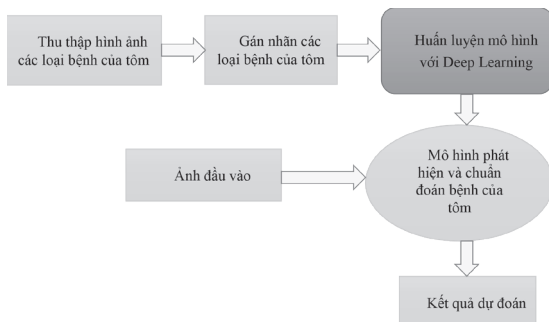 Thu thập hình ảnh
các loại bệnh của tôm
Gán nhãn các
loại bệnh của tôm
Huấn luyện mô hình
với Deep Learning
Ảnh đầu vào
Mô hình phát
hiện và chuẩn
đoán bệnh của
tôm
Kết quả dự đoán